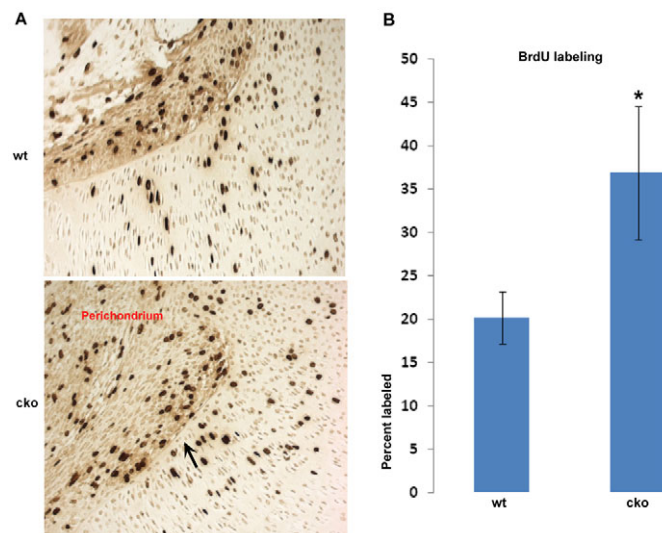 A
wt
Perichondrium
cko
B
BrdU labeling
50
45
*
40
35
30
25
20
15
10
5
0
Percent labeled
wt
cko